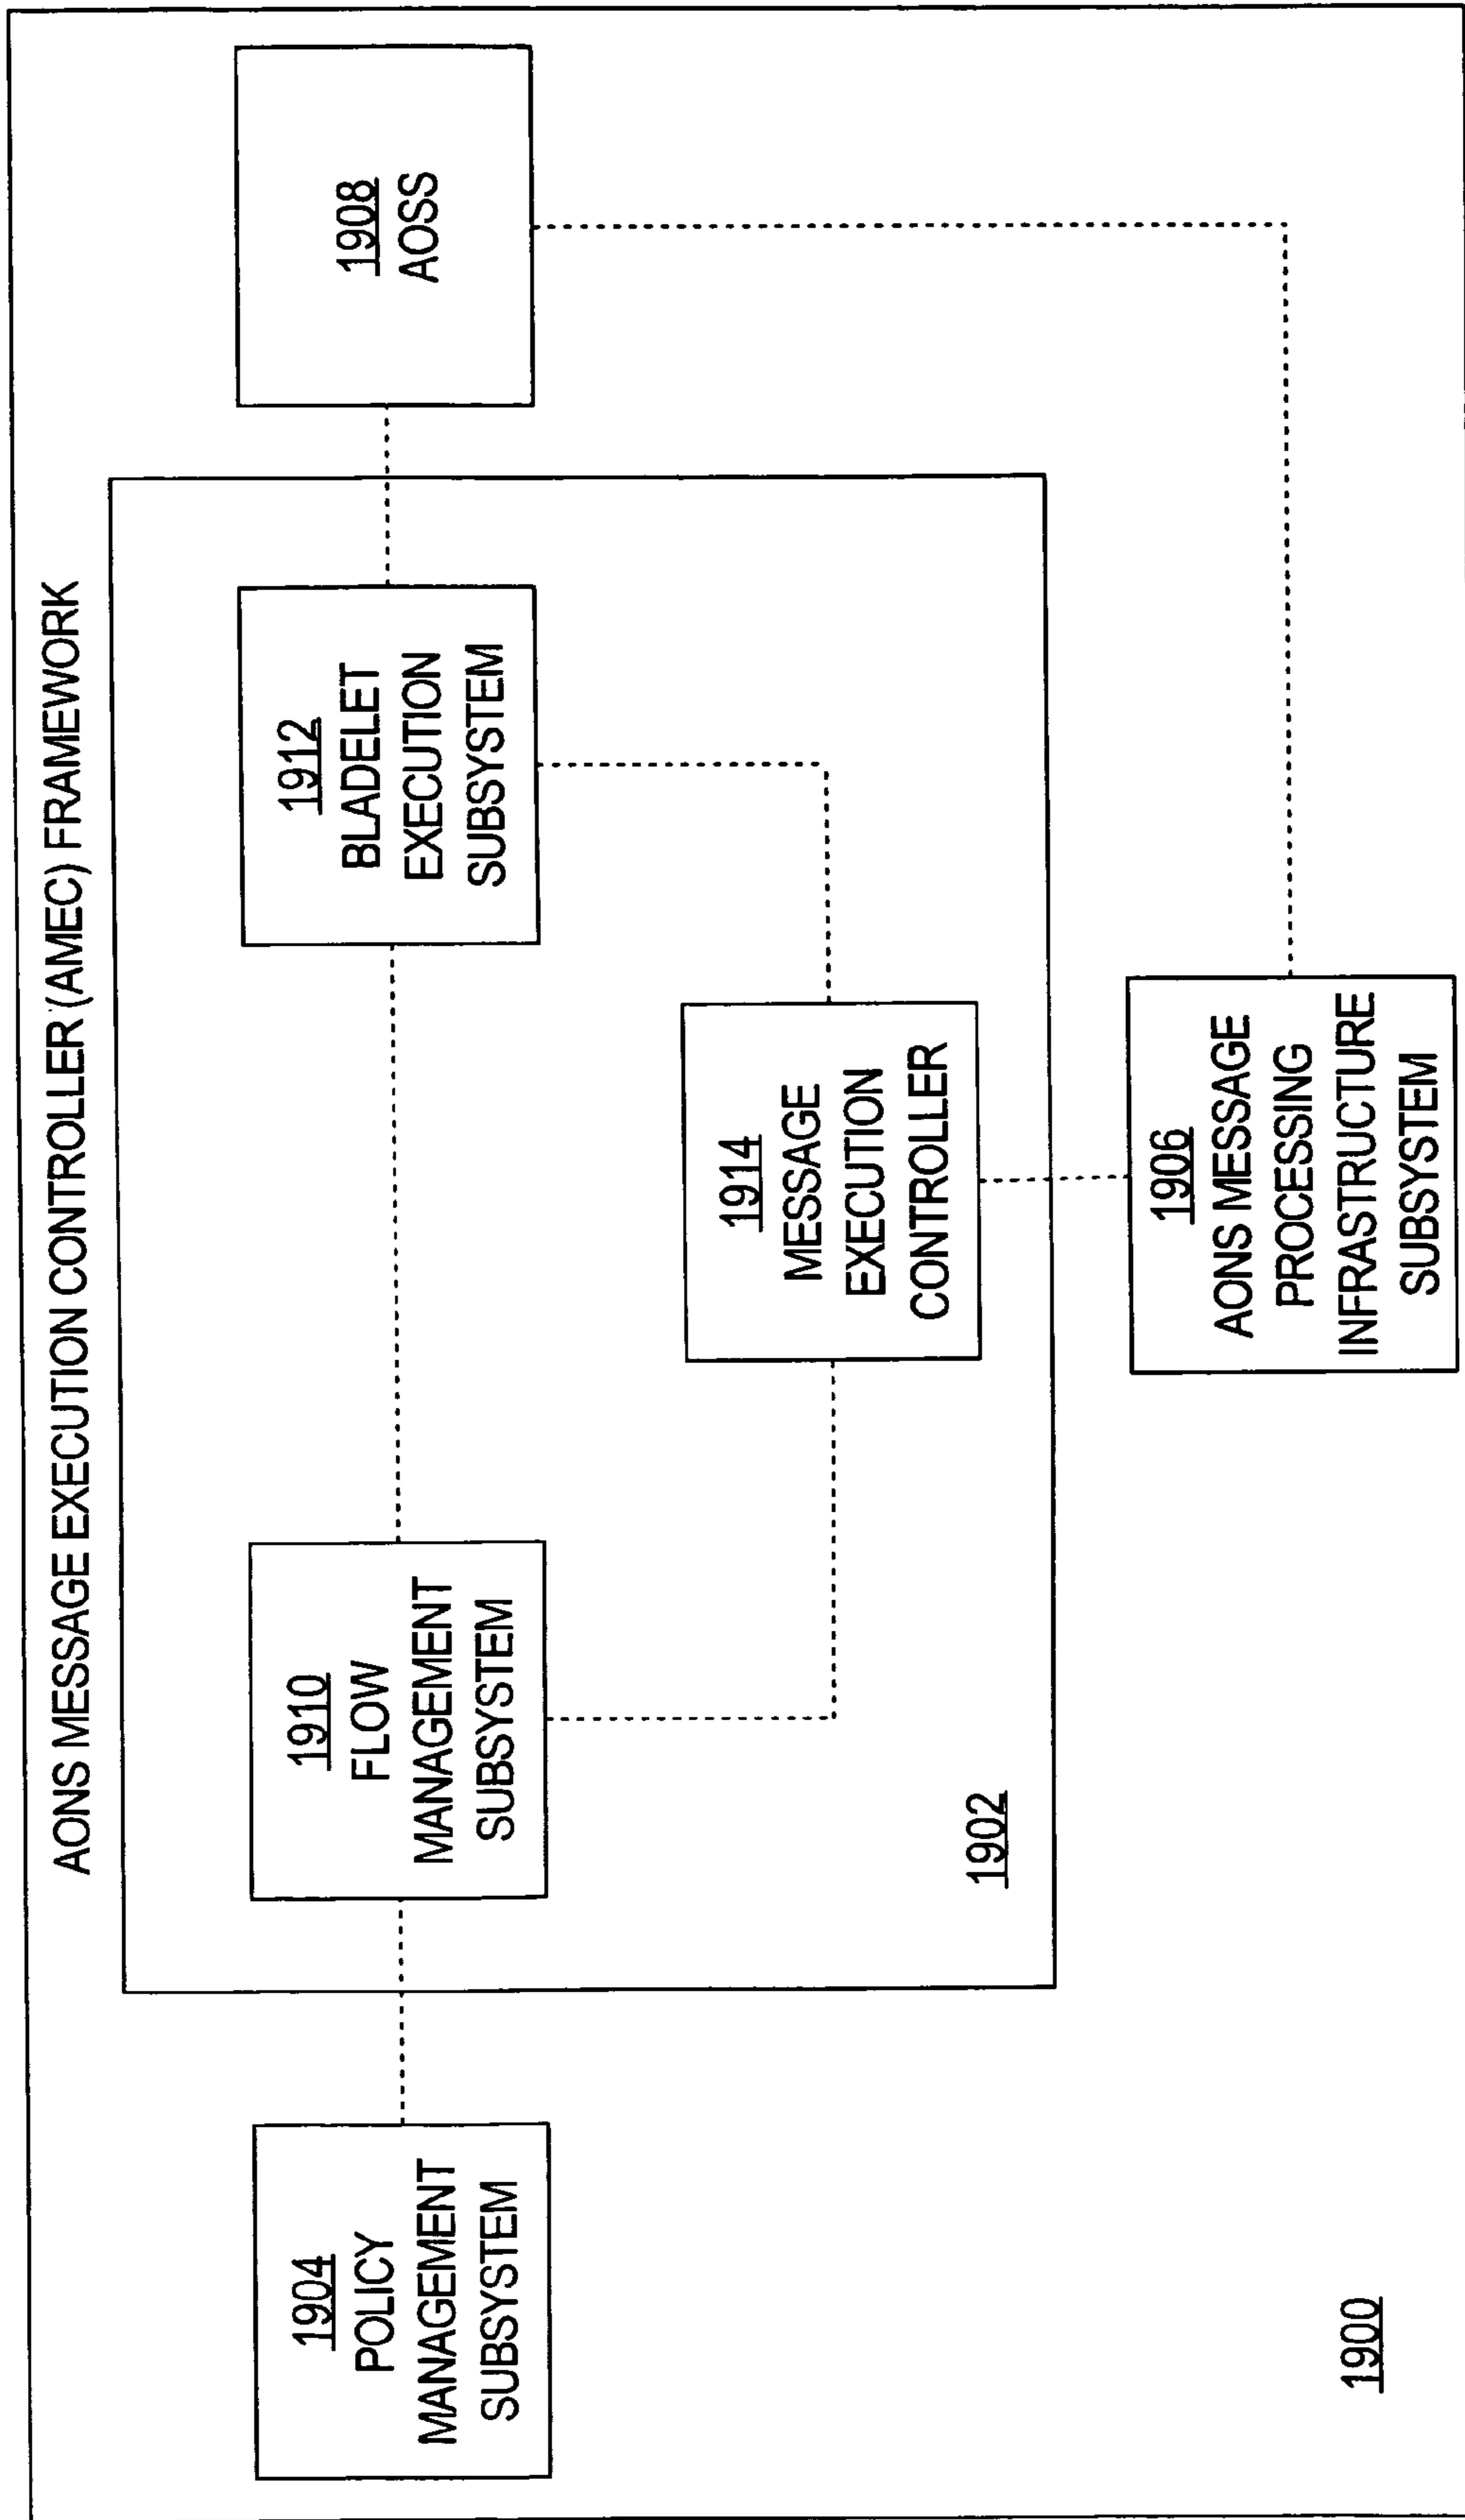 AONS MESSAGE EXECUTION CONTROLLER (AMEC) FRAMEWORK
1904
POLICY
MANAGEMENT
SUBSYSTEM
1910
FLOW
MANAGEMENT
SUBSYSTEM
1912
BLADELET
EXECUTION
SUBSYSTEM
1908
AOSS
1914
MESSAGE
EXECUTION
CONTROLLER
1902
1906
AONS MESSAGE
PROCESSING
INFRASTRUCTURE
SUBSYSTEM
1900